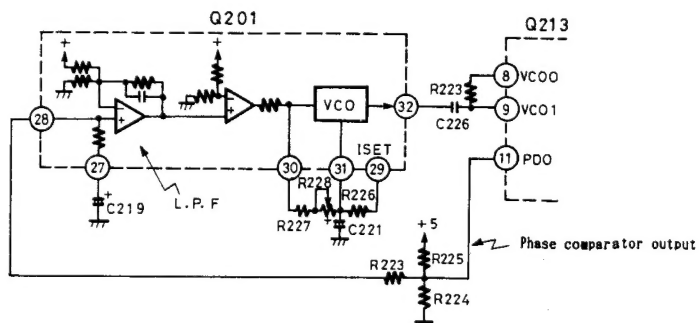 Q201
Q213
+
+
-
+
-
+
VCO
28
27
30
31
29
32
8
9
11
VCO0
VCO1
PDO
R223
C226
ISET
R228
R226
R227
+
C221
+
C219
L.P.F
+5
R225
R223
R224
Phase comparator output